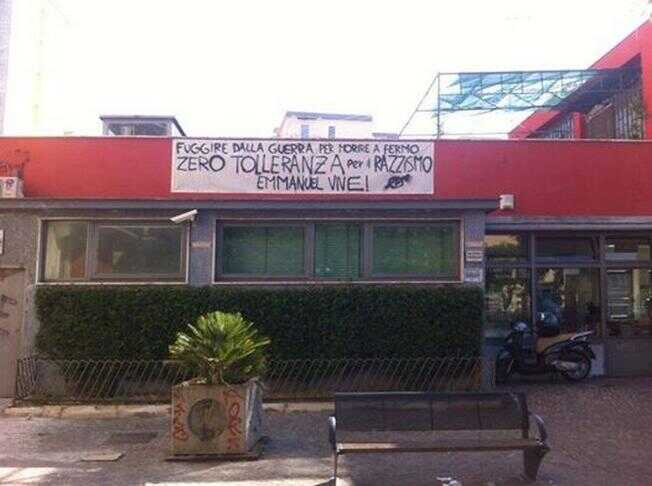 FUGGIRE DALLA GUERRA, PER MORIRE A FERMO.
ZERO TOLLERANZA PER il RAZZISMO
EMMANUEL VIVE!